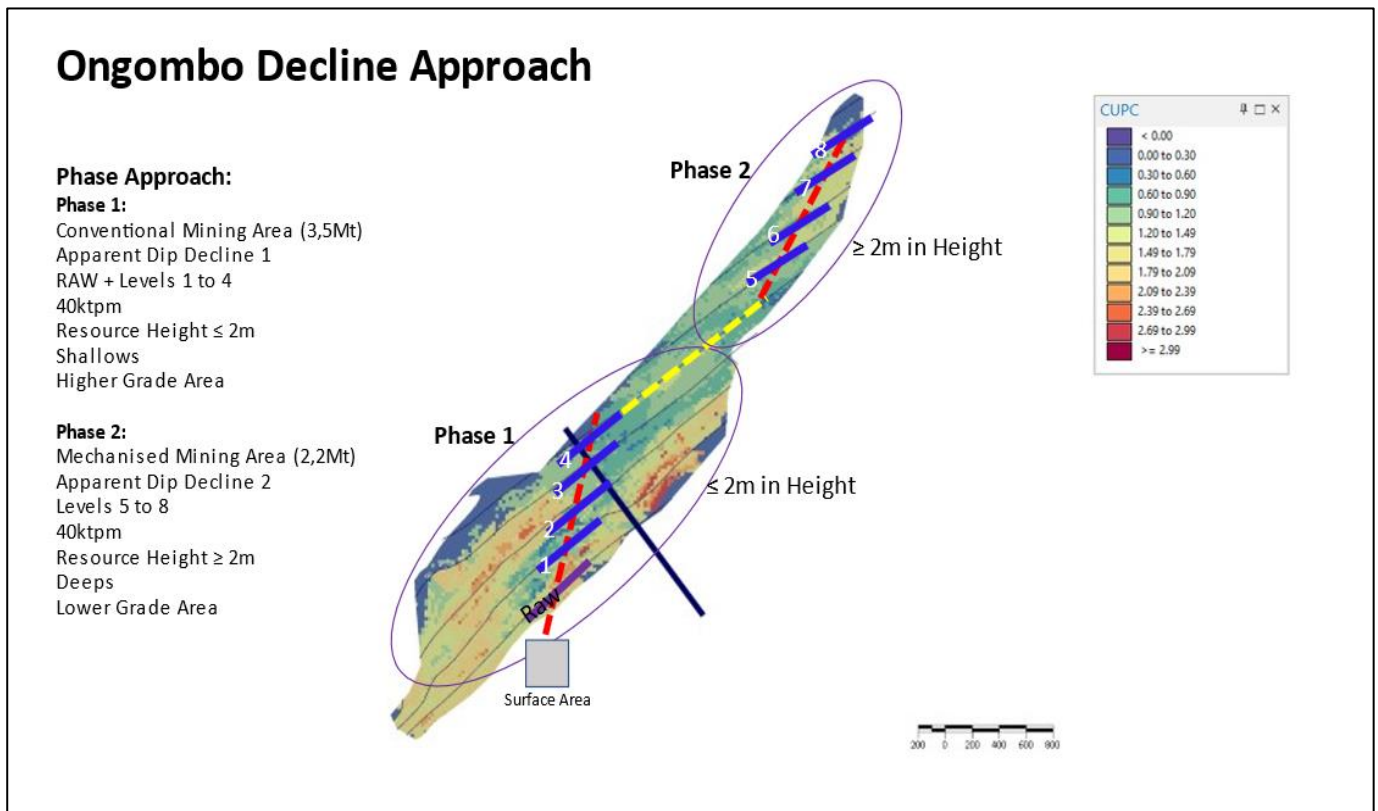 Ongombo Decline Approach
Phase Approach:
Phase 1:
Conventional Mining Area (3,5Mt)
Apparent Dip Decline 1
RAW + Levels 1 to 4
40ktpm
Resource Height ≤ 2m
Shallows
Higher Grade Area
Phase 2:
Mechanised Mining Area (2,2Mt)
Apparent Dip Decline 2
Levels 5 to 8
40ktpm
Resource Height ≥ 2m
Deeps
Lower Grade Area
Phase 2
8
7
6
5
≥ 2m in Height
Phase 1
4
3
2
1
Raw
≤ 2m in Height
Surface Area
CUPC
< 0.00
0.00 to 0.30
0.30 to 0.60
0.60 to 0.90
0.90 to 1.20
1.20 to 1.49
1.49 to 1.79
1.79 to 2.09
2.09 to 2.39
2.39 to 2.69
2.69 to 2.99
>= 2.99
200 0 200 400 600 800